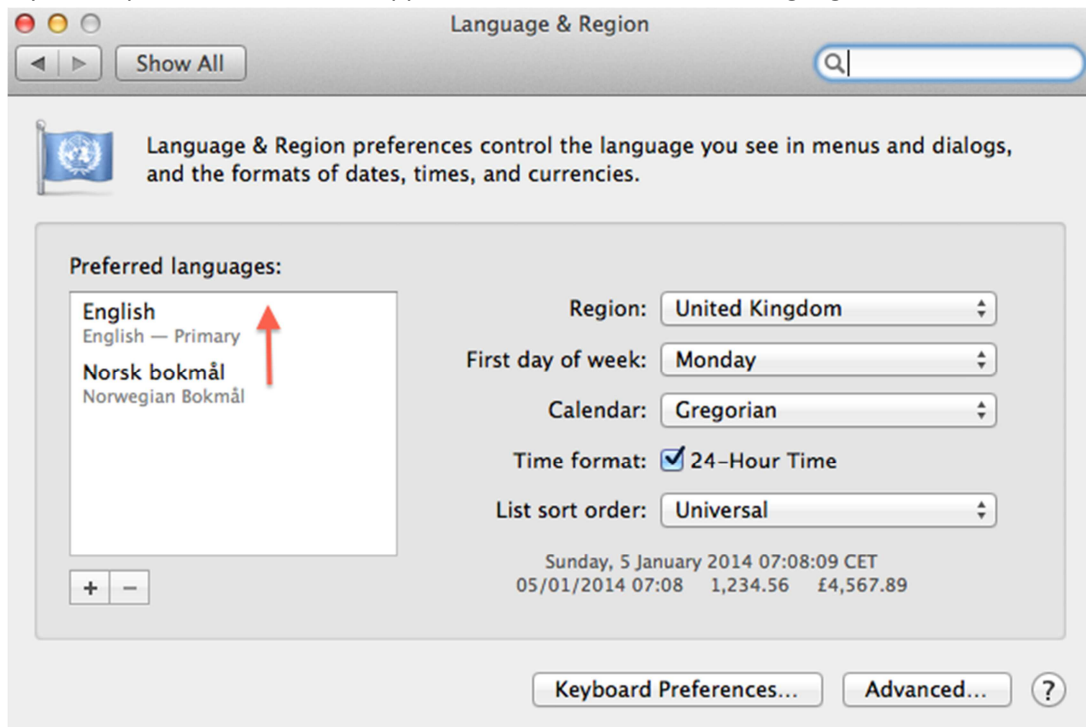 Language & Region
Show All
Language & Region preferences control the language you see in menus and dialogs,
and the formats of dates, times, and currencies.
Preferred languages:
English
English — Primary
Norsk bokmål
Norwegian Bokmål
+ −
Region: United Kingdom
First day of week: Monday
Calendar: Gregorian
Time format: 24-Hour Time
List sort order: Universal
Sunday, 5 January 2014 07:08:09 CET
05/01/2014 07:08 1,234.56 £4,567.89
Keyboard Preferences... Advanced... ?